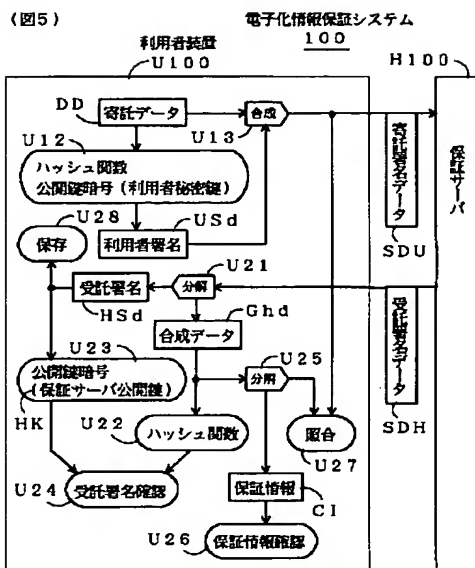 (図5)
電子化情報保証システム
100
利用者装置
U100
H100
DD
寄託データ
合成
U13
U12
ハッシュ関数
公開鍵暗号(利用者秘密鍵)
U28
保存
利用者署名
USd
寄託署名データ
SDU
保証サーバ
U21
受託署名
分解
HSd
Ghd
合成データ
受託署名データ
SDH
U23
公開鍵暗号
(保証サーバ公開鍵)
HK
U25
分解
U22
ハッシュ関数
照合
U27
U24
受託署名確認
保証情報
CI
U26
保証情報確認